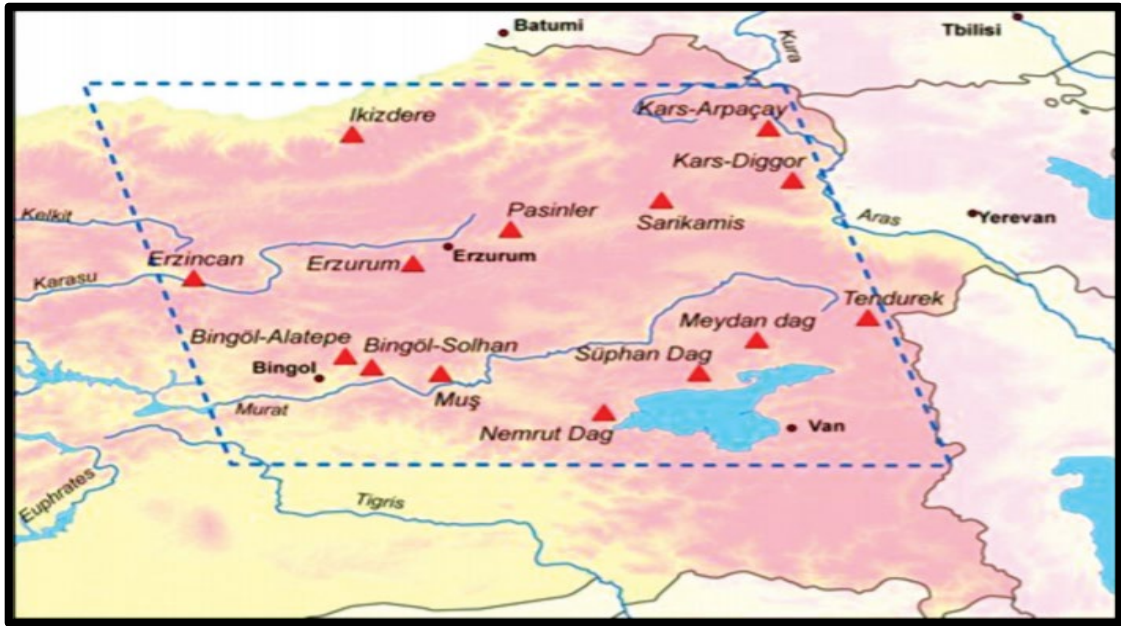 Batumi
Tbilisi
Kura
Ikizdere
Kars-Arpaçay
Kars-Diggor
Kelkit
Pasinler
Sarikamis
Aras
Yerevan
Erzincan
Erzurum
Erzurum
Karasu
Tendurek
Bingöl-Alatepe
Bingöl-Solhan
Meydan dag
Süphan Dag
Bingol
Murat
Muş
Nemrut Dag
Van
Euphrates
Tigris